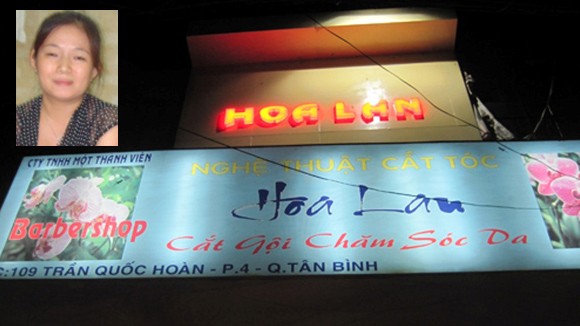 HOA LAN
CTY TNHH MỘT THÀNH VIÊN
NGHỆ THUẬT CẮT TÓC
Hoa Lan
Barbershop
Cắt Gội Chăm Sóc Da
C:109 TRẦN QUỐC HOÀN - P.4 - Q.TÂN BÌNH